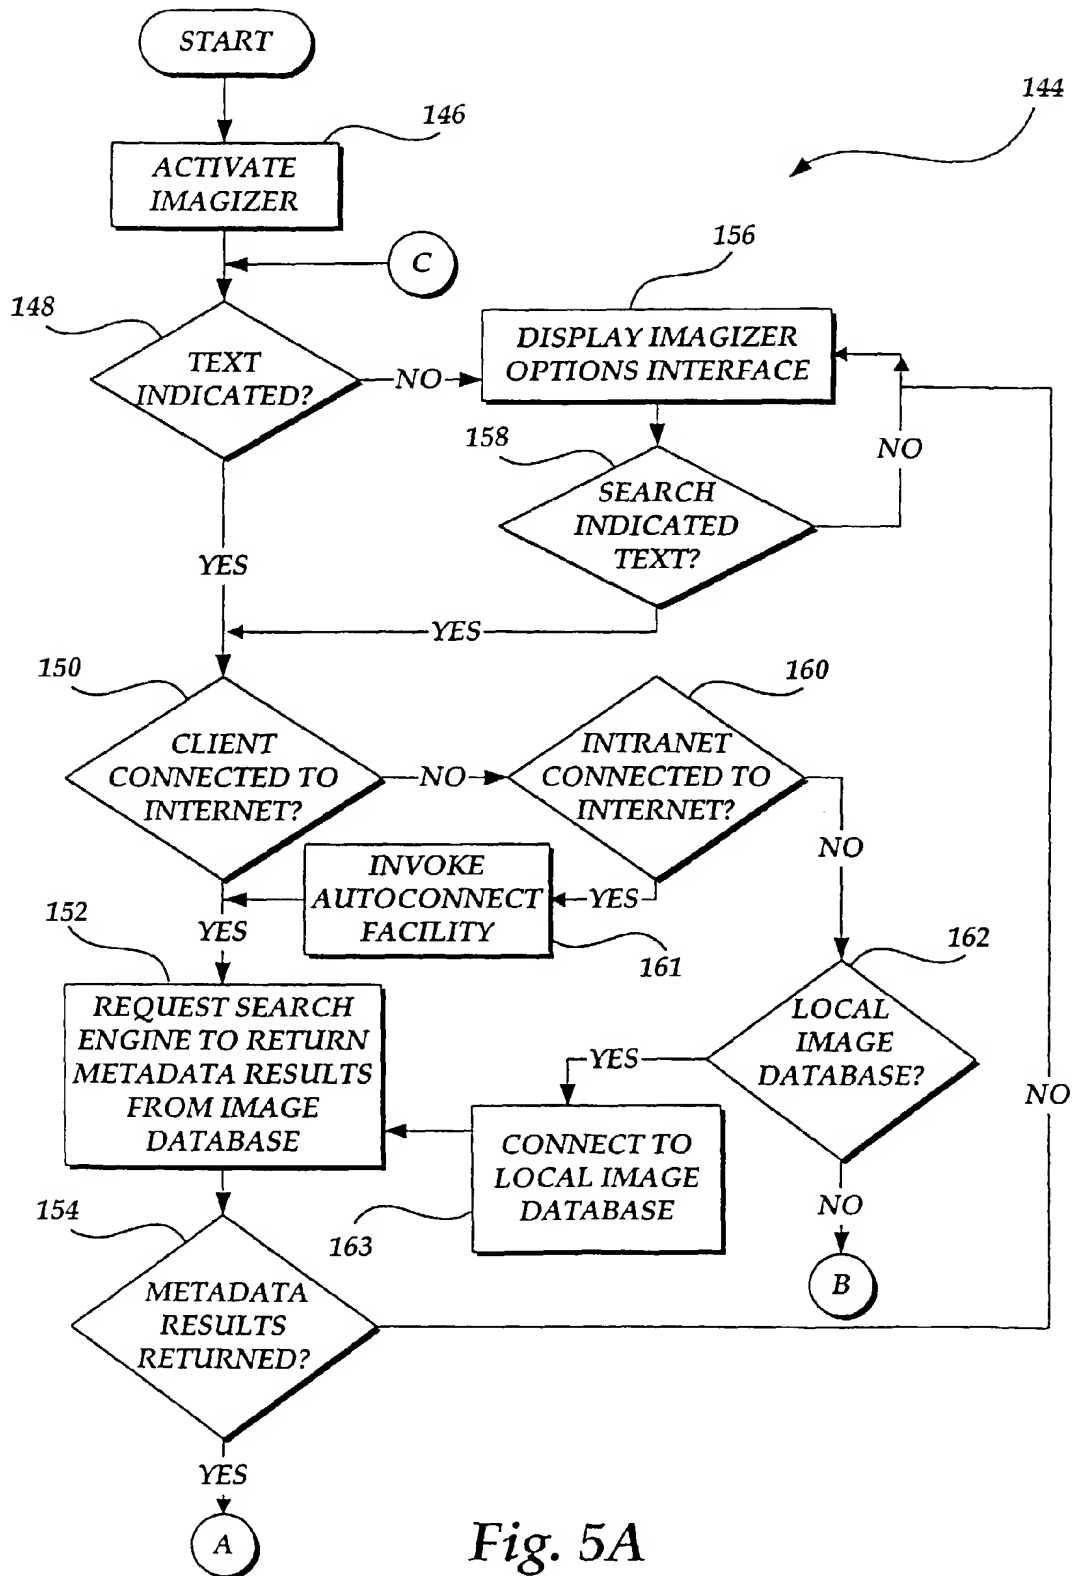 START
144
146
ACTIVATE
IMAGIZER
C
156
148
TEXT
INDICATED?
NO
DISPLAY IMAGIZER
OPTIONS INTERFACE
158
NO
SEARCH
INDICATED
TEXT?
YES
YES
150
160
CLIENT
CONNECTED TO
INTERNET?
NO
INTRANET
CONNECTED TO
INTERNET?
NO
INVOKE
AUTOCONNECT
FACILITY
YES
YES
161
152
162
REQUEST SEARCH
ENGINE TO RETURN
METADATA RESULTS
FROM IMAGE
DATABASE
LOCAL
IMAGE
DATABASE?
YES
NO
CONNECT TO
LOCAL IMAGE
DATABASE
163
NO
B
154
METADATA
RESULTS
RETURNED?
YES
A
Fig. 5A